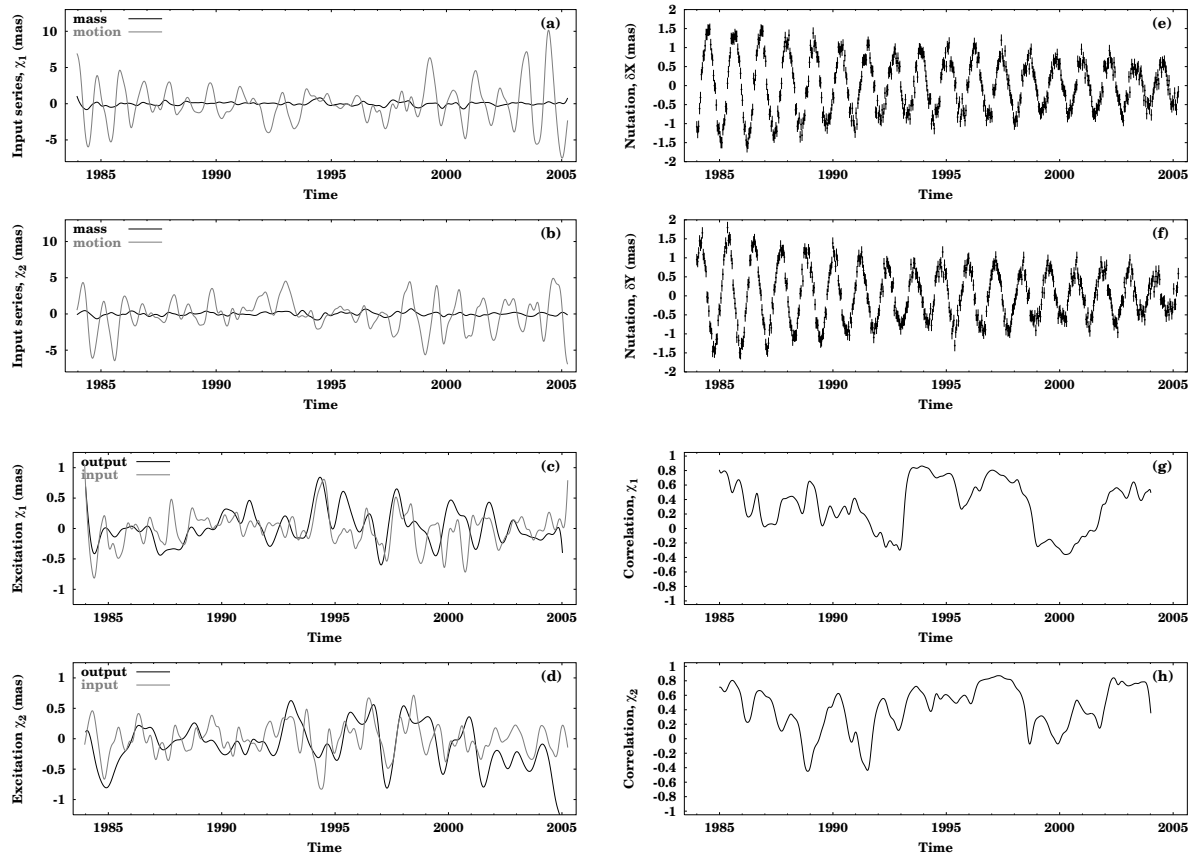 mass
motion
(a)
Input series, χ1 (mas)
10
5
0
-5
1985 1990 1995 2000 2005
Time
mass
motion
(b)
Input series, χ2 (mas)
10
5
0
-5
1985 1990 1995 2000 2005
Time
output
input
(c)
Excitation χ1 (mas)
1
0.5
0
-0.5
-1
1985 1990 1995 2000 2005
Time
output
input
(d)
Excitation χ2 (mas)
1
0.5
0
-0.5
-1
1985 1990 1995 2000 2005
Time
(e)
Nutation, δX (mas)
2
1.5
1
0.5
0
-0.5
-1
-1.5
-2
1985 1990 1995 2000 2005
Time
(f)
Nutation, δY (mas)
2
1.5
1
0.5
0
-0.5
-1
-1.5
-2
1985 1990 1995 2000 2005
Time
(g)
Correlation, χ1
1
0.8
0.6
0.4
0.2
0
-0.2
-0.4
-0.6
-0.8
-1
1985 1990 1995 2000 2005
Time
(h)
Correlation, χ2
1
0.8
0.6
0.4
0.2
0
-0.2
-0.4
-0.6
-0.8
-1
1985 1990 1995 2000 2005
Time